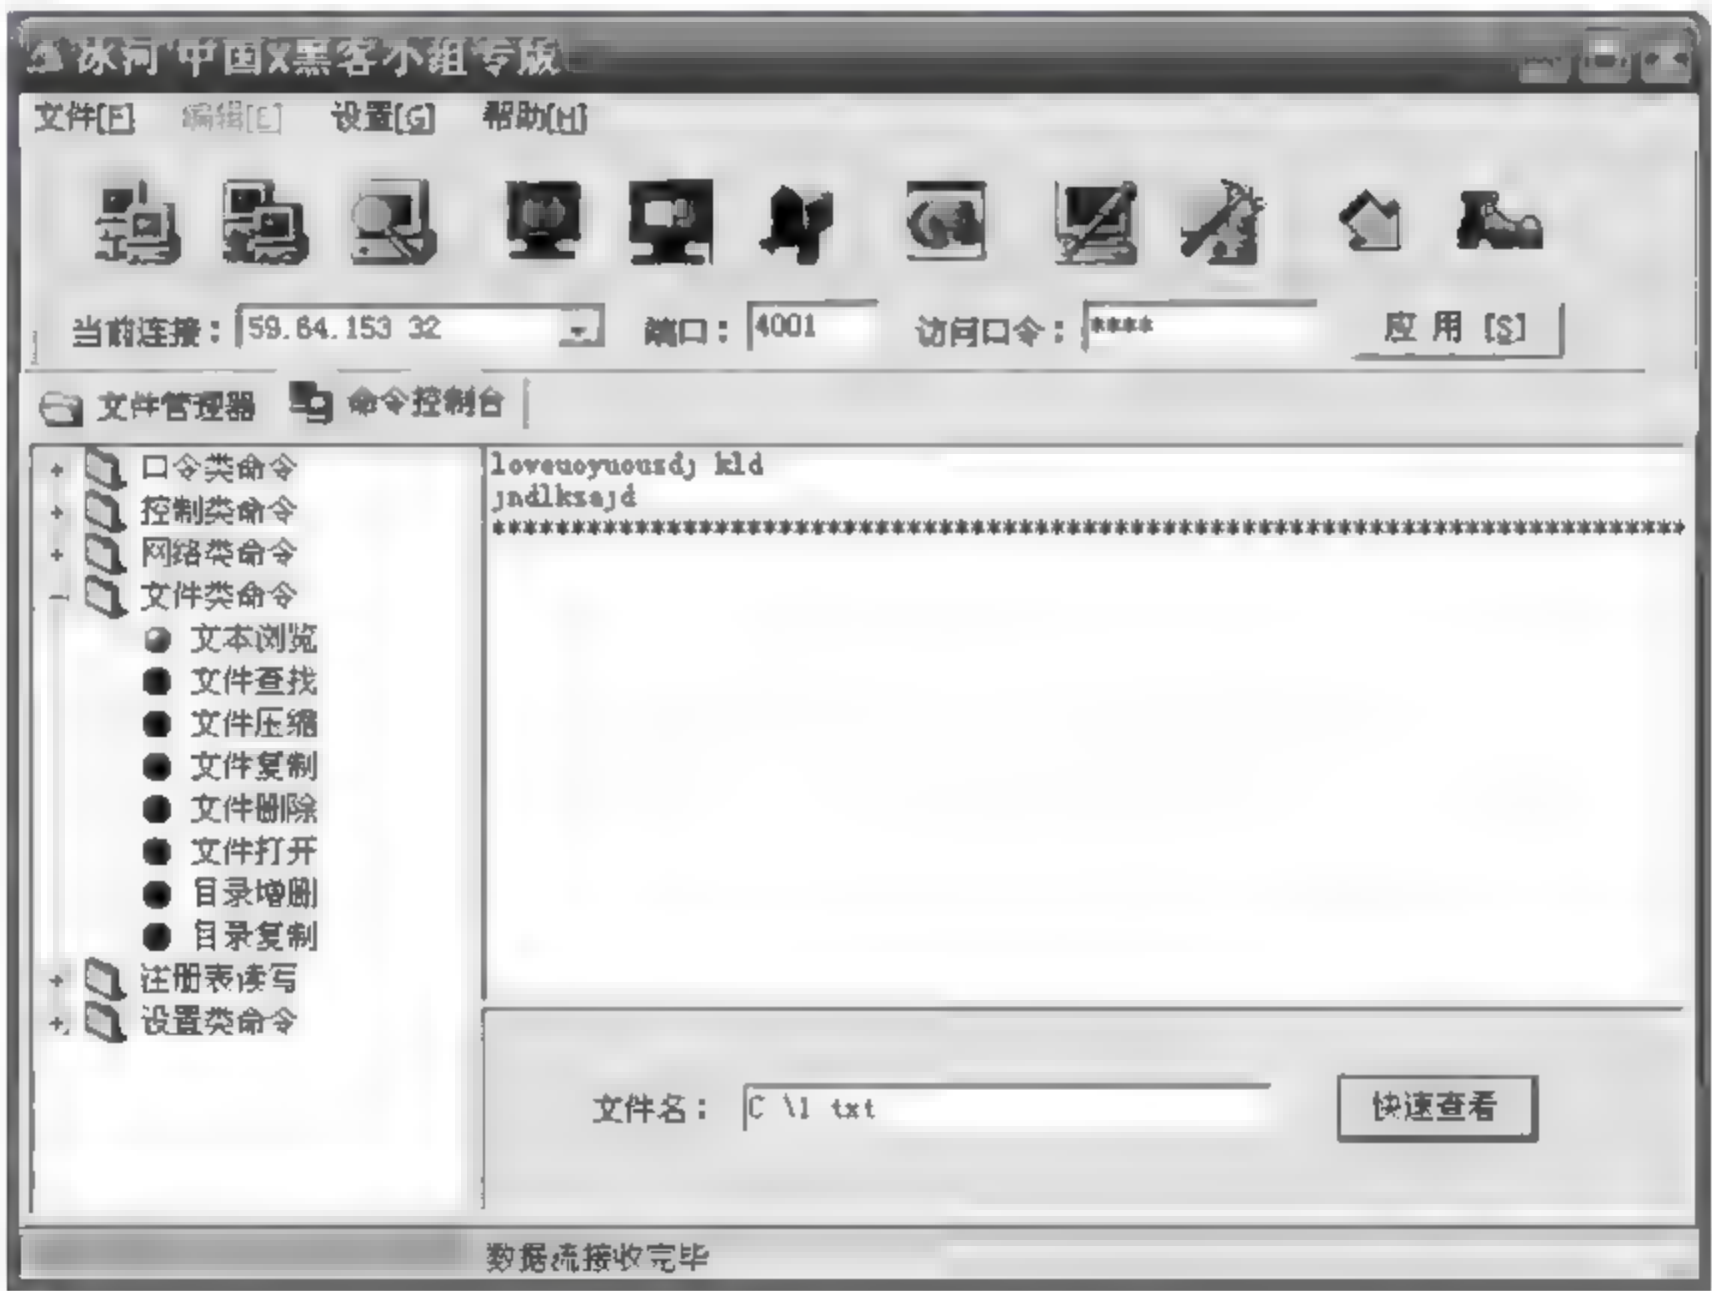 冰河 中国X黑客小组专版
文件[F] 编辑[E] 设置[G] 帮助[H]
当前连接： 59.64.153 32 端口： 4001 访问口令： **** 应 用 [S]
文件管理器 命令控制台
口令类命令
控制类命令
网络类命令
文件类命令
文本浏览
文件查找
文件压缩
文件复制
文件删除
文件打开
目录增删
目录复制
注册表读写
设置类命令
loveuoyuousdj kld
jndlksajd
***************************************************************************
文件名： C \1 txt 快速查看
数据流接收完毕